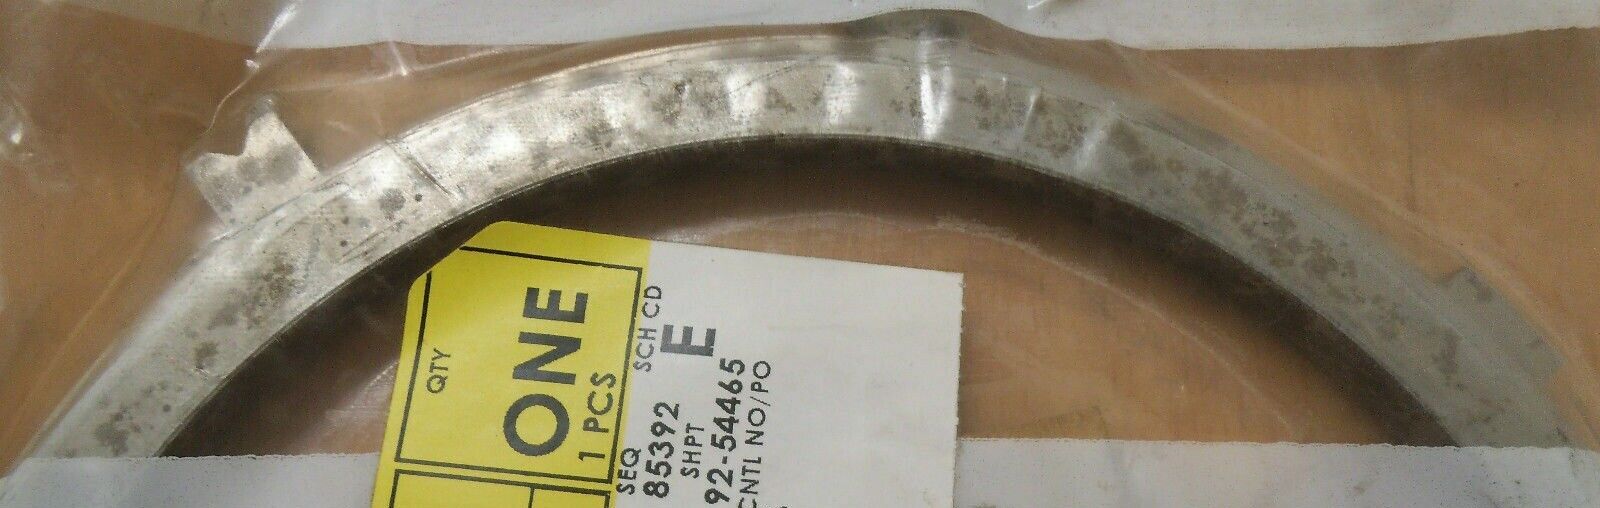 QTY
ONE
1 PCS
SEQ
SCH CD
85392
E
SHPT
92-54465
CNTL NO/PO